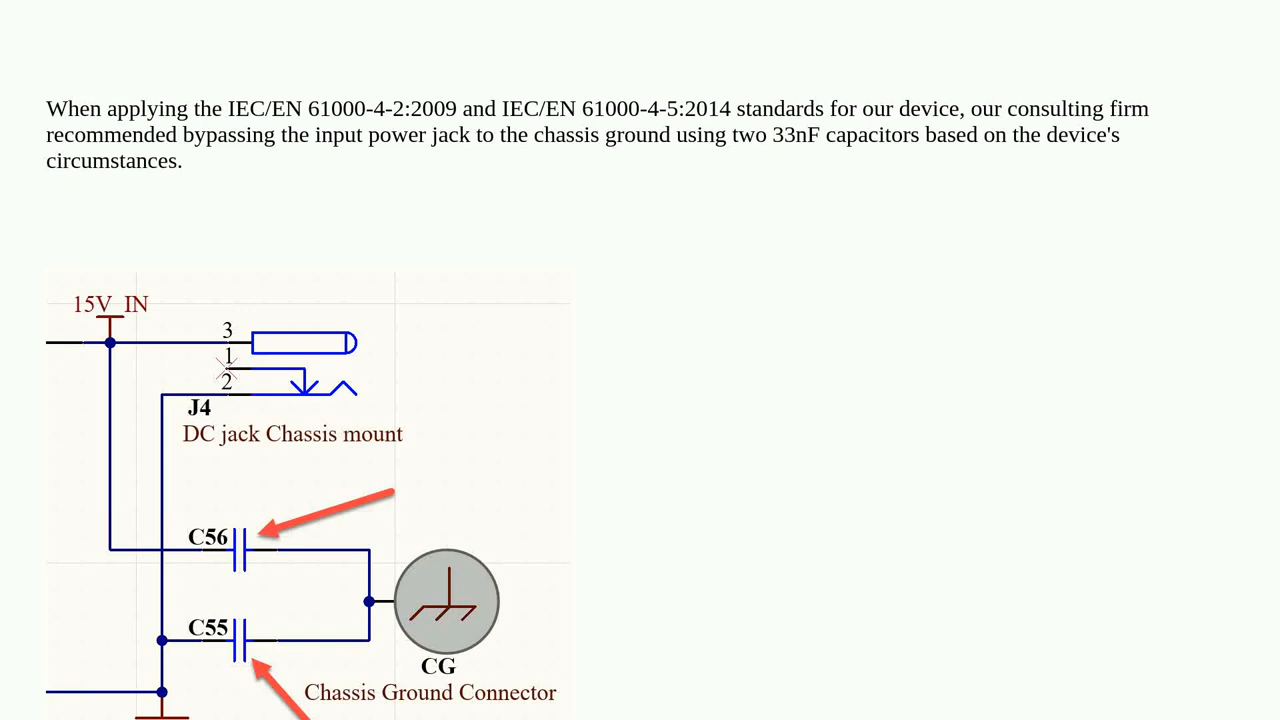 When applying the IEC/EN 61000-4-2:2009 and IEC/EN 61000-4-5:2014 standards for our device, our consulting firm
recommended bypassing the input power jack to the chassis ground using two 33nF capacitors based on the device's
circumstances.
15V_IN
3
1
2
J4
DC jack Chassis mount
C56
C55
CG
Chassis Ground Connector